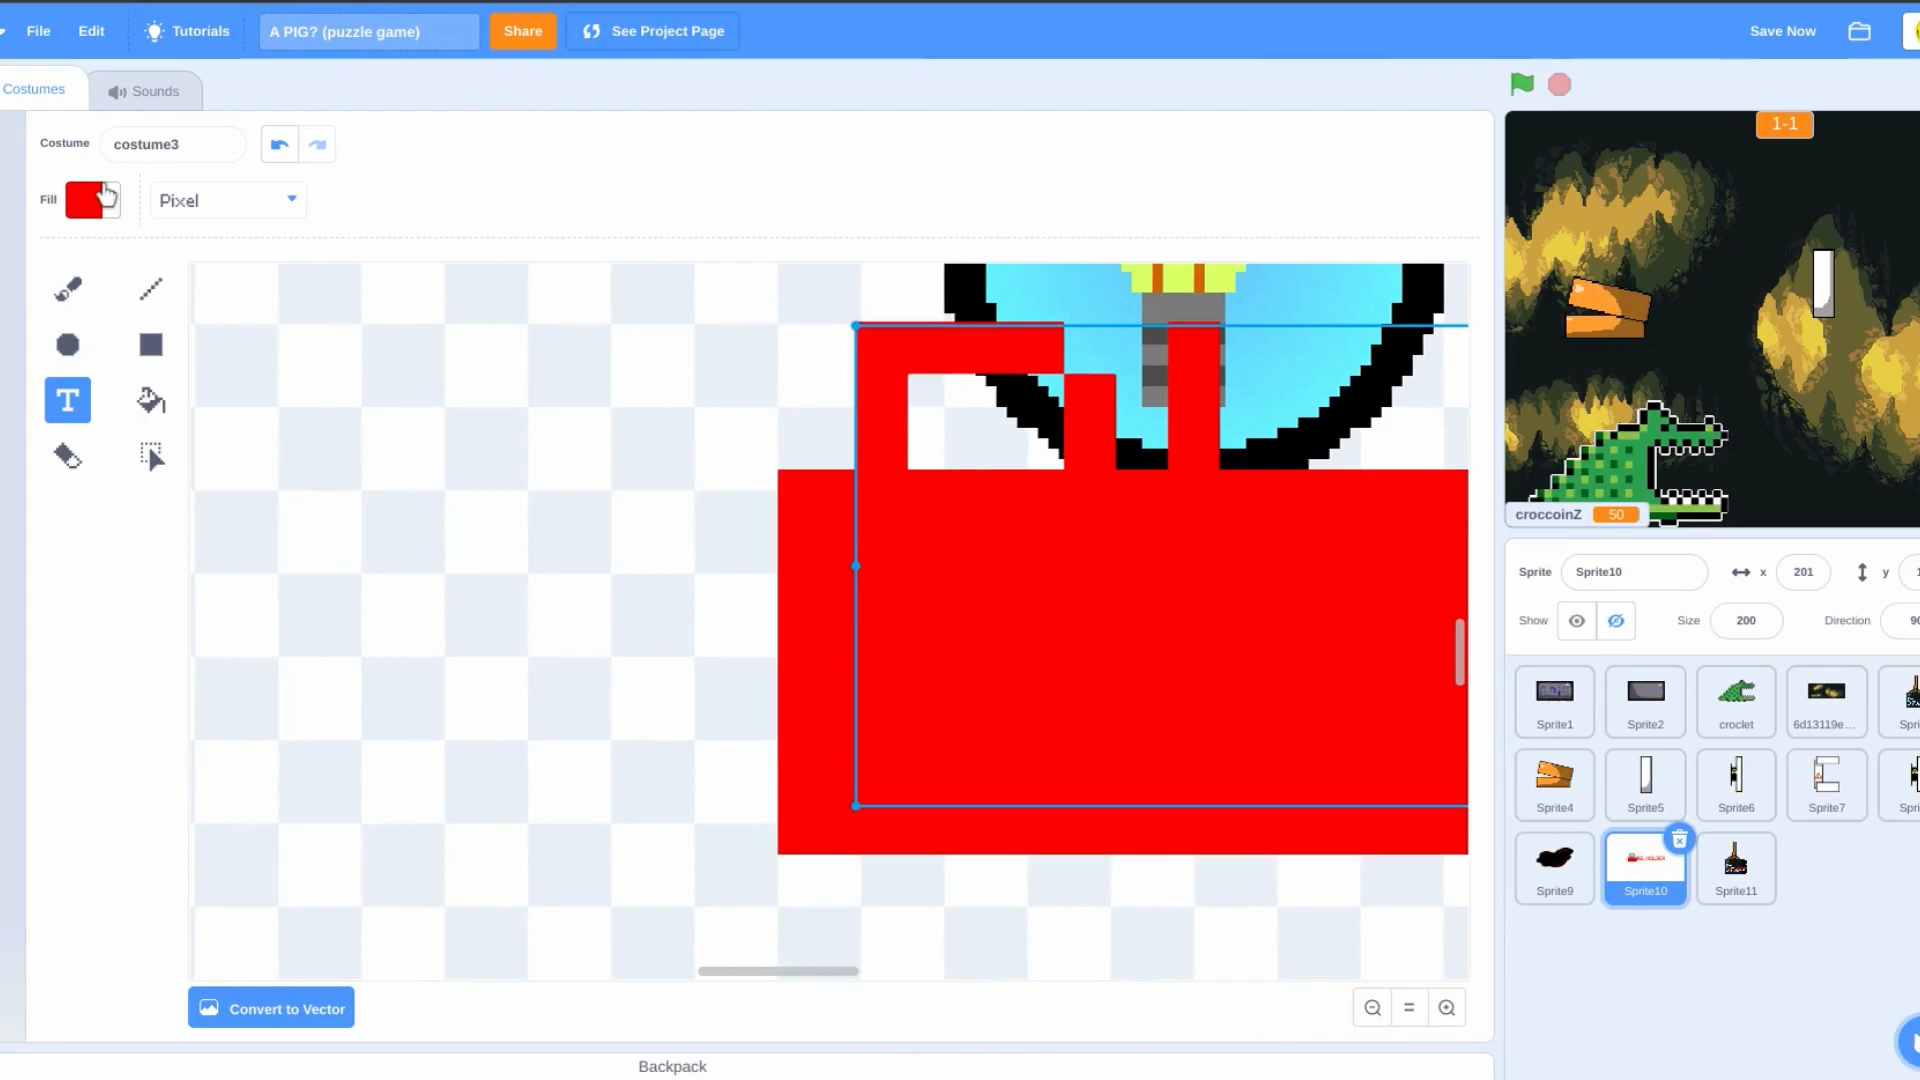 File Edit Tutorials A PIG? (puzzle game) Share See Project Page Save Now
Costumes Sounds
Costume costume3
Fill Pixel
T
Convert to Vector
Backpack
1-1
croccoinZ 50
Sprite Sprite10 x 201 y
Show Size 200 Direction
Sprite1 Sprite2 croclet 6d13119e...
Sprite4 Sprite5 Sprite6 Sprite7
Sprite9 Sprite10 Sprite11